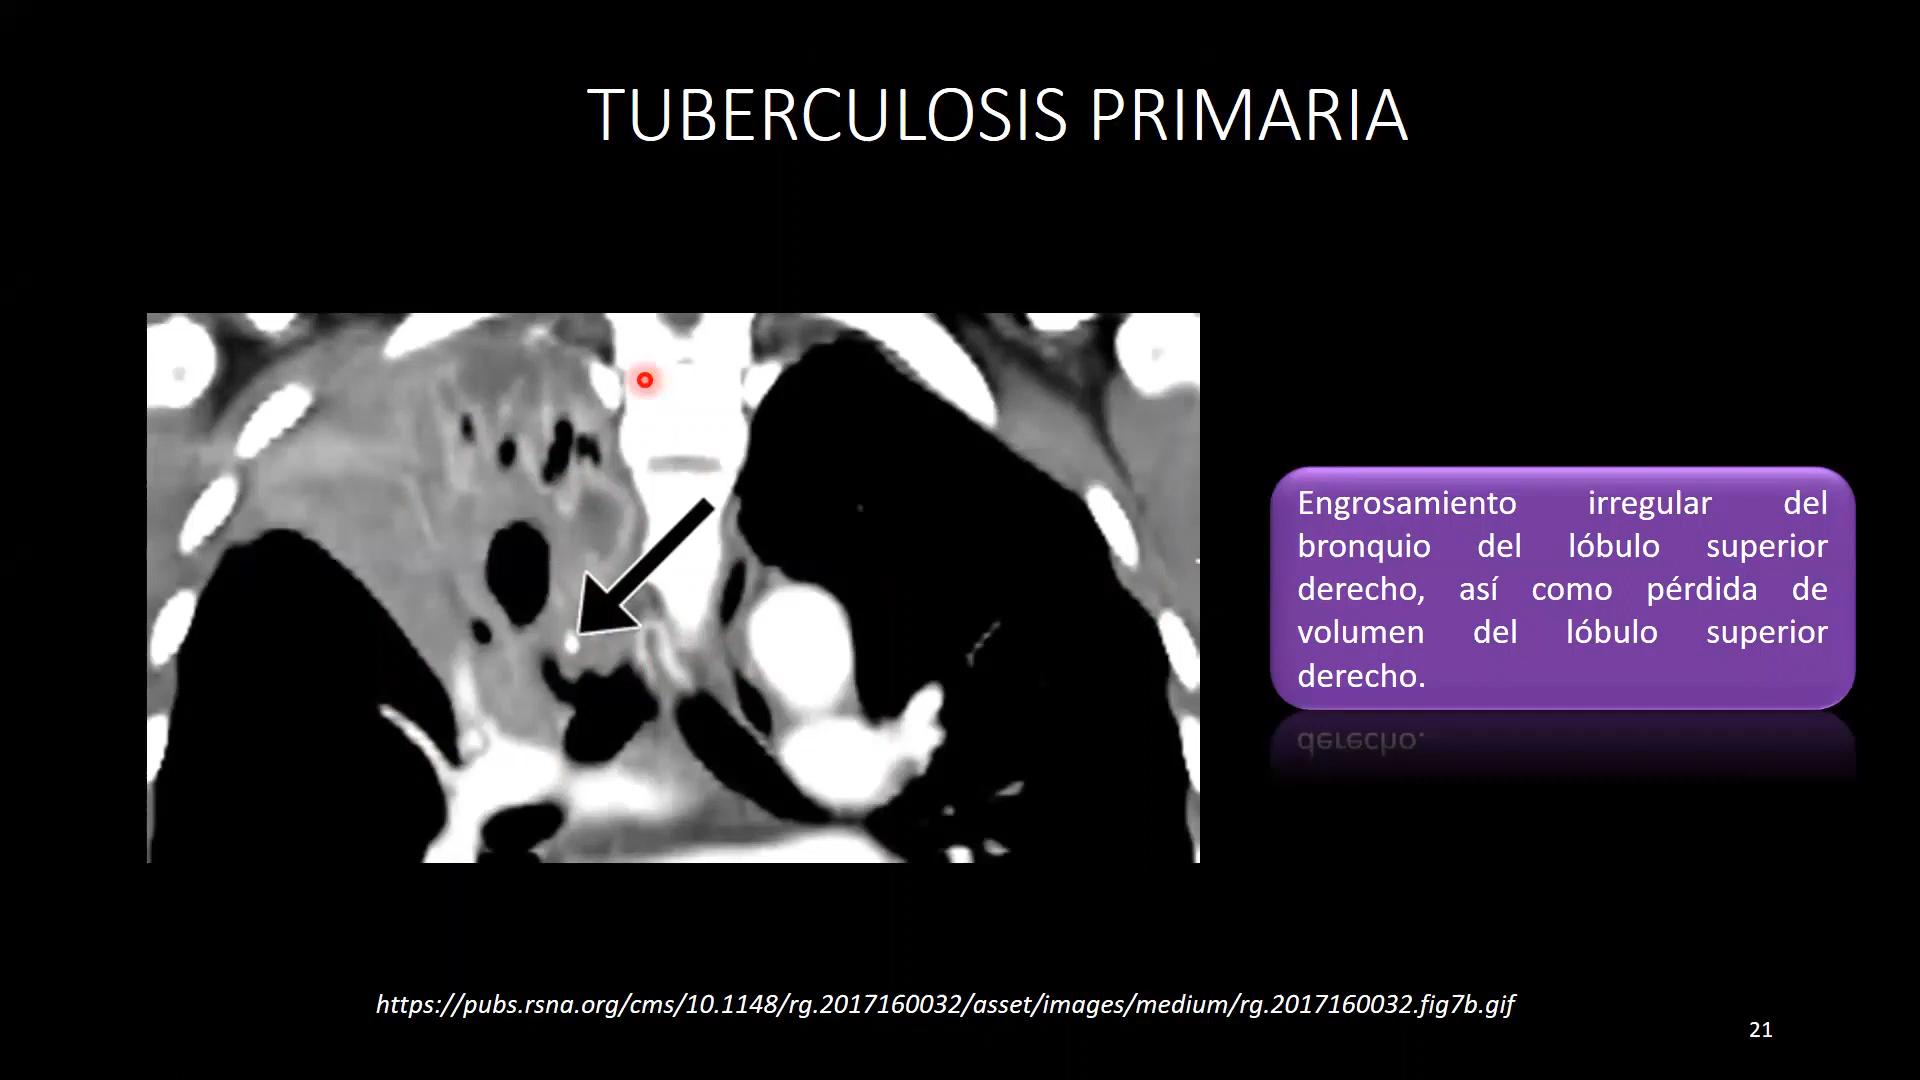 TUBERCULOSIS PRIMARIA
Engrosamiento irregular del
bronquio del lóbulo superior
derecho, así como pérdida de
volumen del lóbulo superior
derecho.
https://pubs.rsna.org/cms/10.1148/rg.2017160032/asset/images/medium/rg.2017160032.fig7b.gif
21